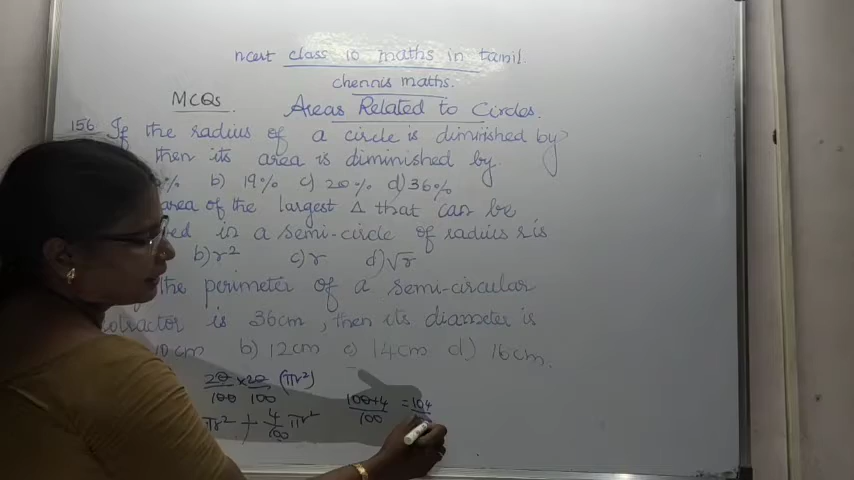 ncert class 10 maths in tamil
chennis maths.
MCQs
Areas Related to Circles.
156 If the radius of a circle is diminished by
then its area is diminished by.
% b) 19% c) 20% d) 36%
area of the largest Δ that can be
in a semi-circle of radius r is
b) r² c) r d) √r
the perimeter of a semi-circular
is 36cm, then its diameter is
10 cm b) 12 cm c) 14 cm d) 16 cm.
20/100 × 20/100 (πr²)
πr² + 4/100 πr²
100+4/100 = 104